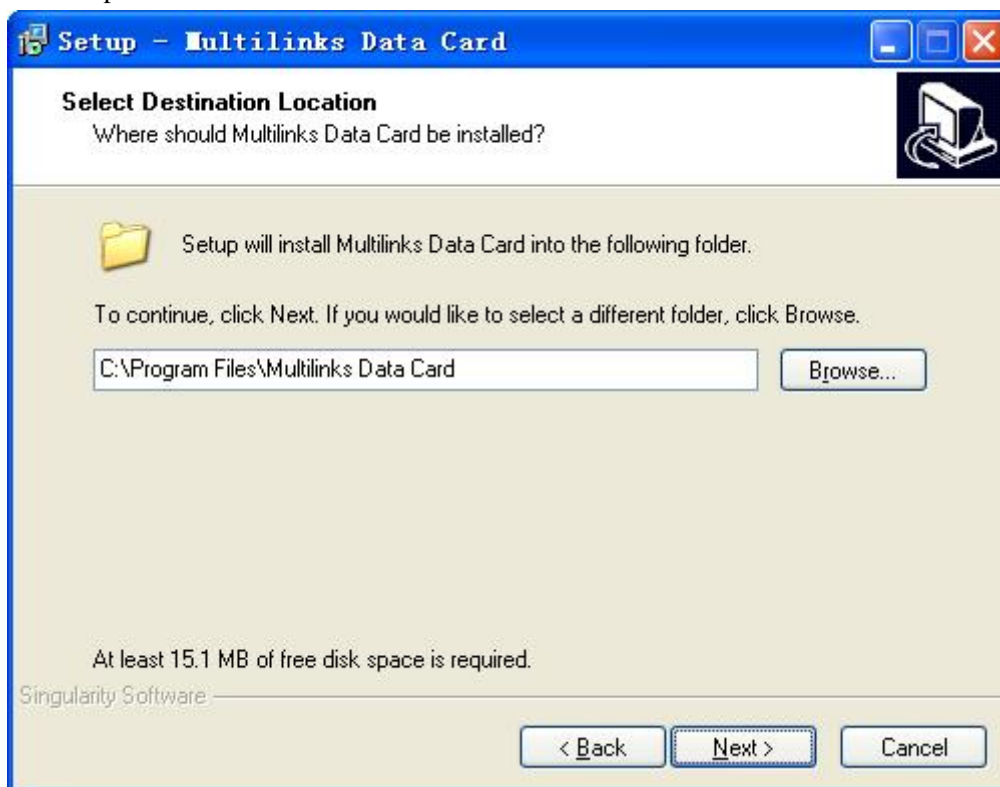 Setup - Multilinks Data Card
Select Destination Location
Where should Multilinks Data Card be installed?
Setup will install Multilinks Data Card into the following folder.
To continue, click Next. If you would like to select a different folder, click Browse.
C:\Program Files\Multilinks Data Card
Browse...
At least 15.1 MB of free disk space is required.
Singularity Software
< Back
Next >
Cancel